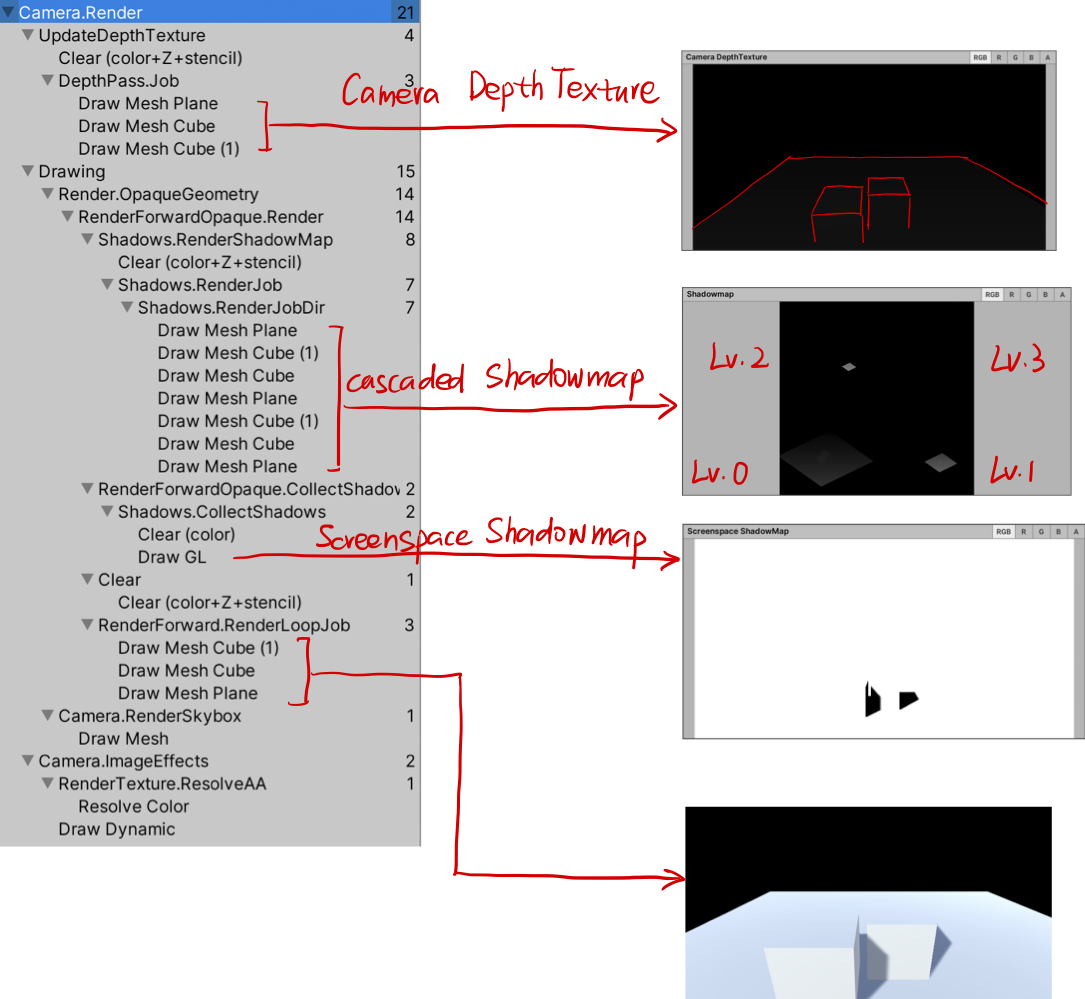 Camera.Render 21
UpdateDepthTexture 4
Clear (color+Z+stencil)
DepthPass.Job 3
Draw Mesh Plane
Draw Mesh Cube
Draw Mesh Cube (1)
Drawing 15
Render.OpaqueGeometry 14
RenderForwardOpaque.Render 14
Shadows.RenderShadowMap 8
Clear (color+Z+stencil)
Shadows.RenderJob 7
Shadows.RenderJobDir 7
Draw Mesh Plane
Draw Mesh Cube (1)
Draw Mesh Cube
Draw Mesh Plane
Draw Mesh Cube (1)
Draw Mesh Cube
Draw Mesh Plane
RenderForwardOpaque.CollectShadow 2
Shadows.CollectShadows 2
Clear (color)
Draw GL
Clear 1
Clear (color+Z+stencil)
RenderForward.RenderLoopJob 3
Draw Mesh Cube (1)
Draw Mesh Cube
Draw Mesh Plane
Camera.RenderSkybox 1
Draw Mesh
Camera.ImageEffects 2
RenderTexture.ResolveAA 1
Resolve Color
Draw Dynamic
Camera DepthTexture
cascaded Shadowmap
Screenspace Shadowmap
Camera DepthTexture RGB R G B A
Shadowmap RGB R G B A
Lv.2 Lv.3
Lv.0 Lv.1
Screenspace ShadowMap RGB R G B A